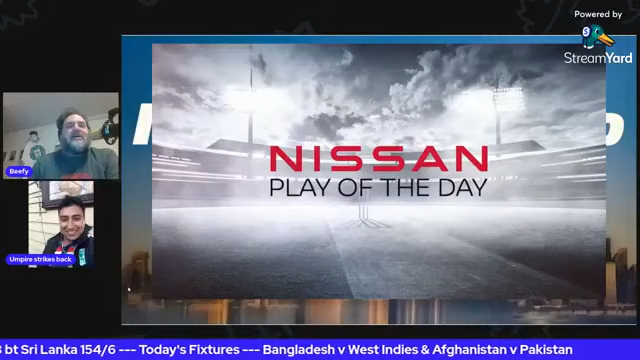 Powered by
StreamYard
NISSAN
PLAY OF THE DAY
Beefy
Umpire strikes back
bt Sri Lanka 154/6 --- Today's Fixtures --- Bangladesh v West Indies & Afghanistan v Pakistan